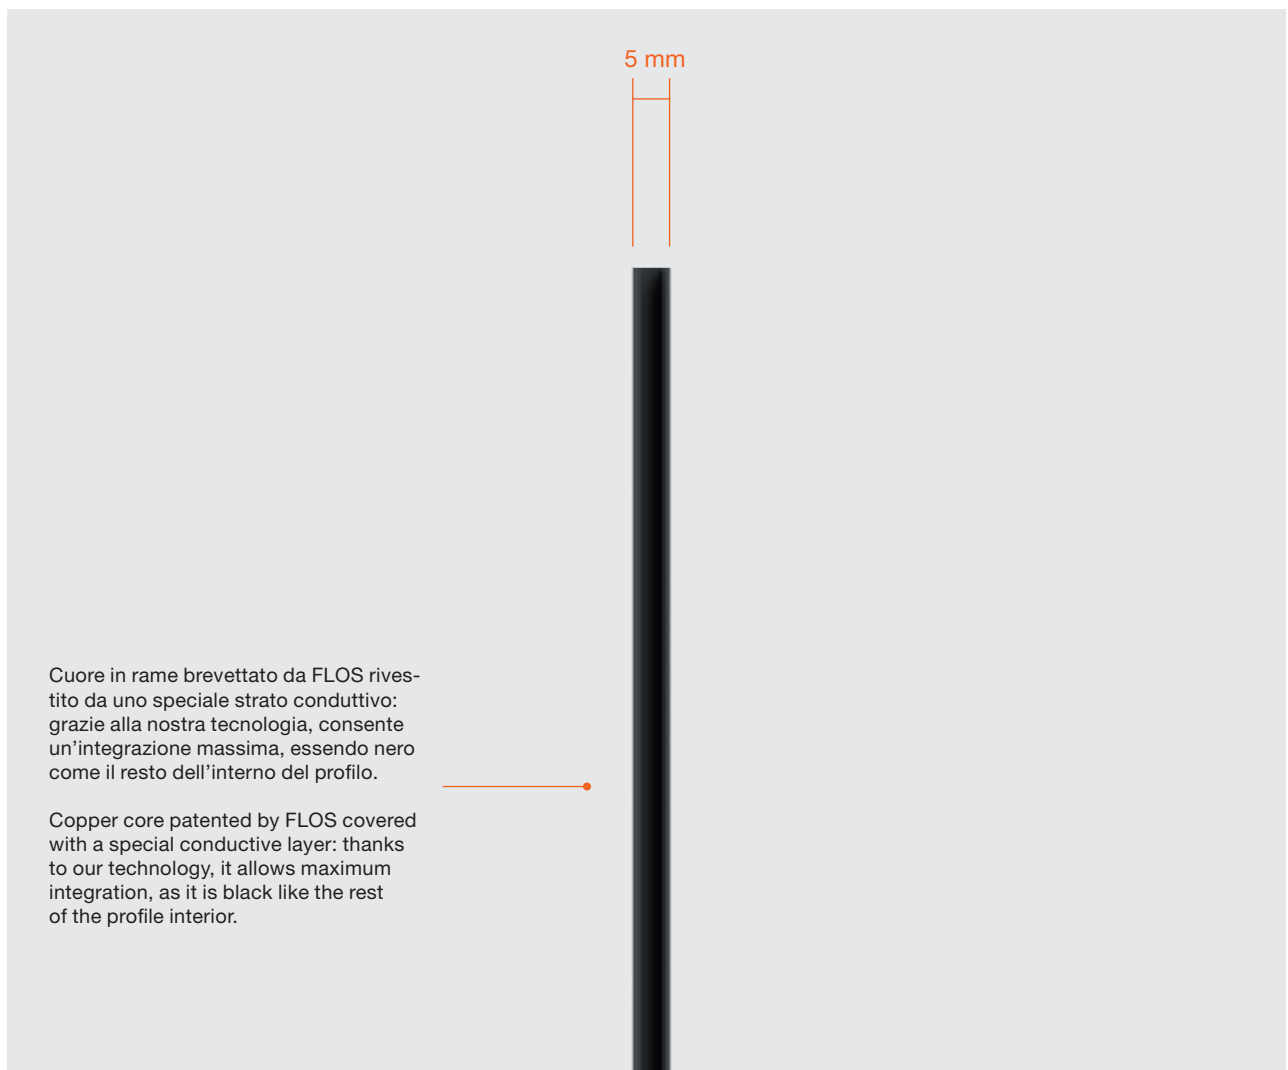 5 mm
Cuore in rame brevettato da FLOS rives-
tito da uno speciale strato conduttivo:
grazie alla nostra tecnologia, consente
un’integrazione massima, essendo nero
come il resto dell’interno del profilo.
Copper core patented by FLOS covered
with a special conductive layer: thanks
to our technology, it allows maximum
integration, as it is black like the rest
of the profile interior.